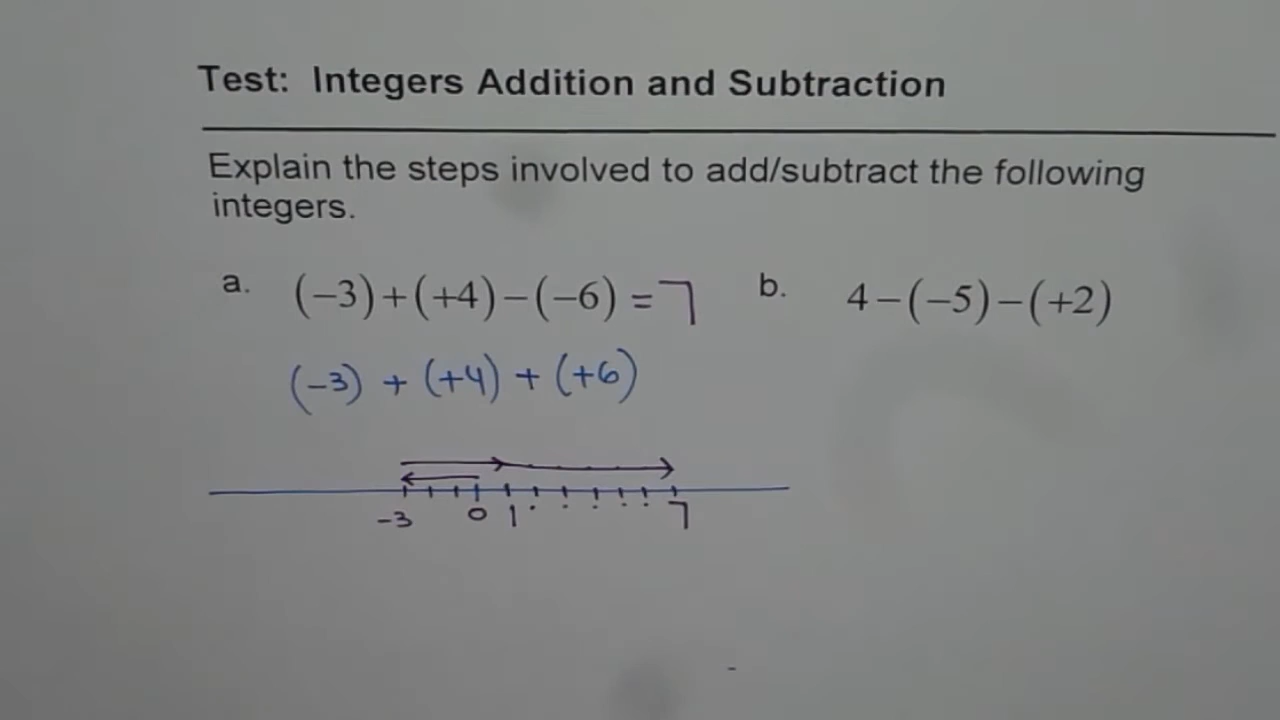 Test: Integers Addition and Subtraction
Explain the steps involved to add/subtract the following
integers.
a. (−3)+(+4)−(−6) = 7 b. 4−(−5)−(+2)
(−3) + (+4) + (+6)
−3 0 1 7